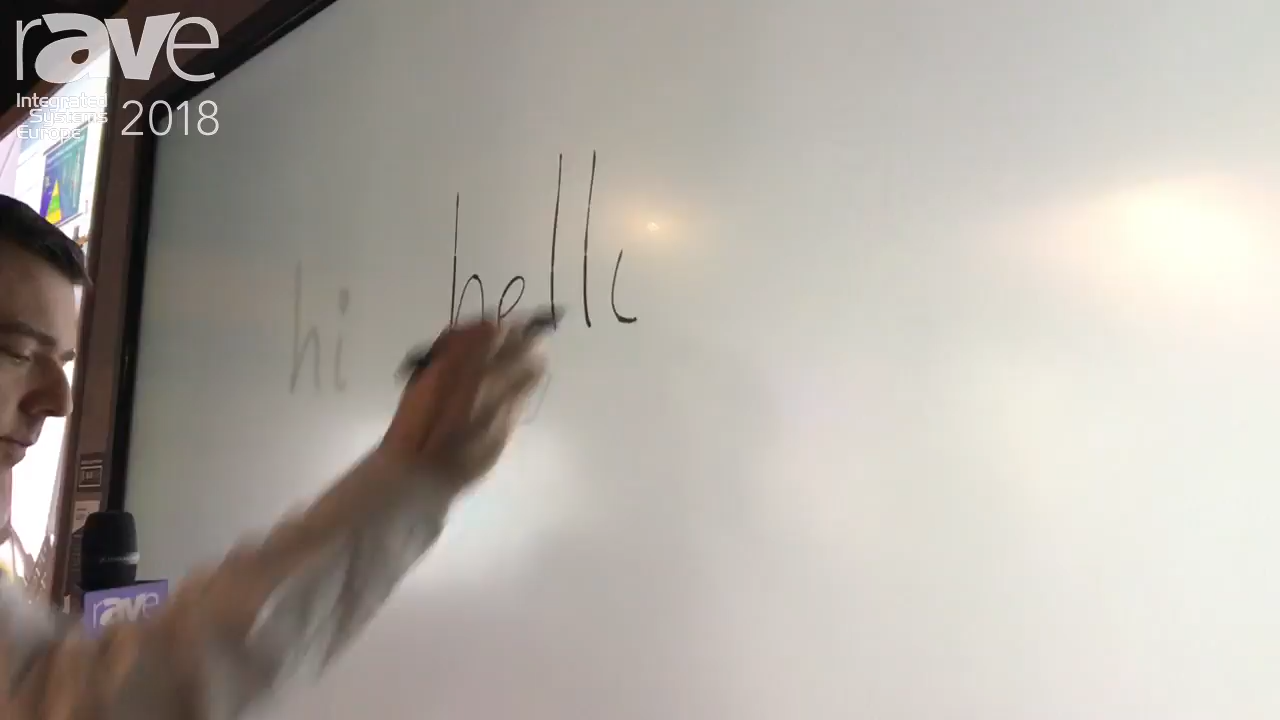 rave
Integrated
Systems
Europe 2018
hi hello
rave